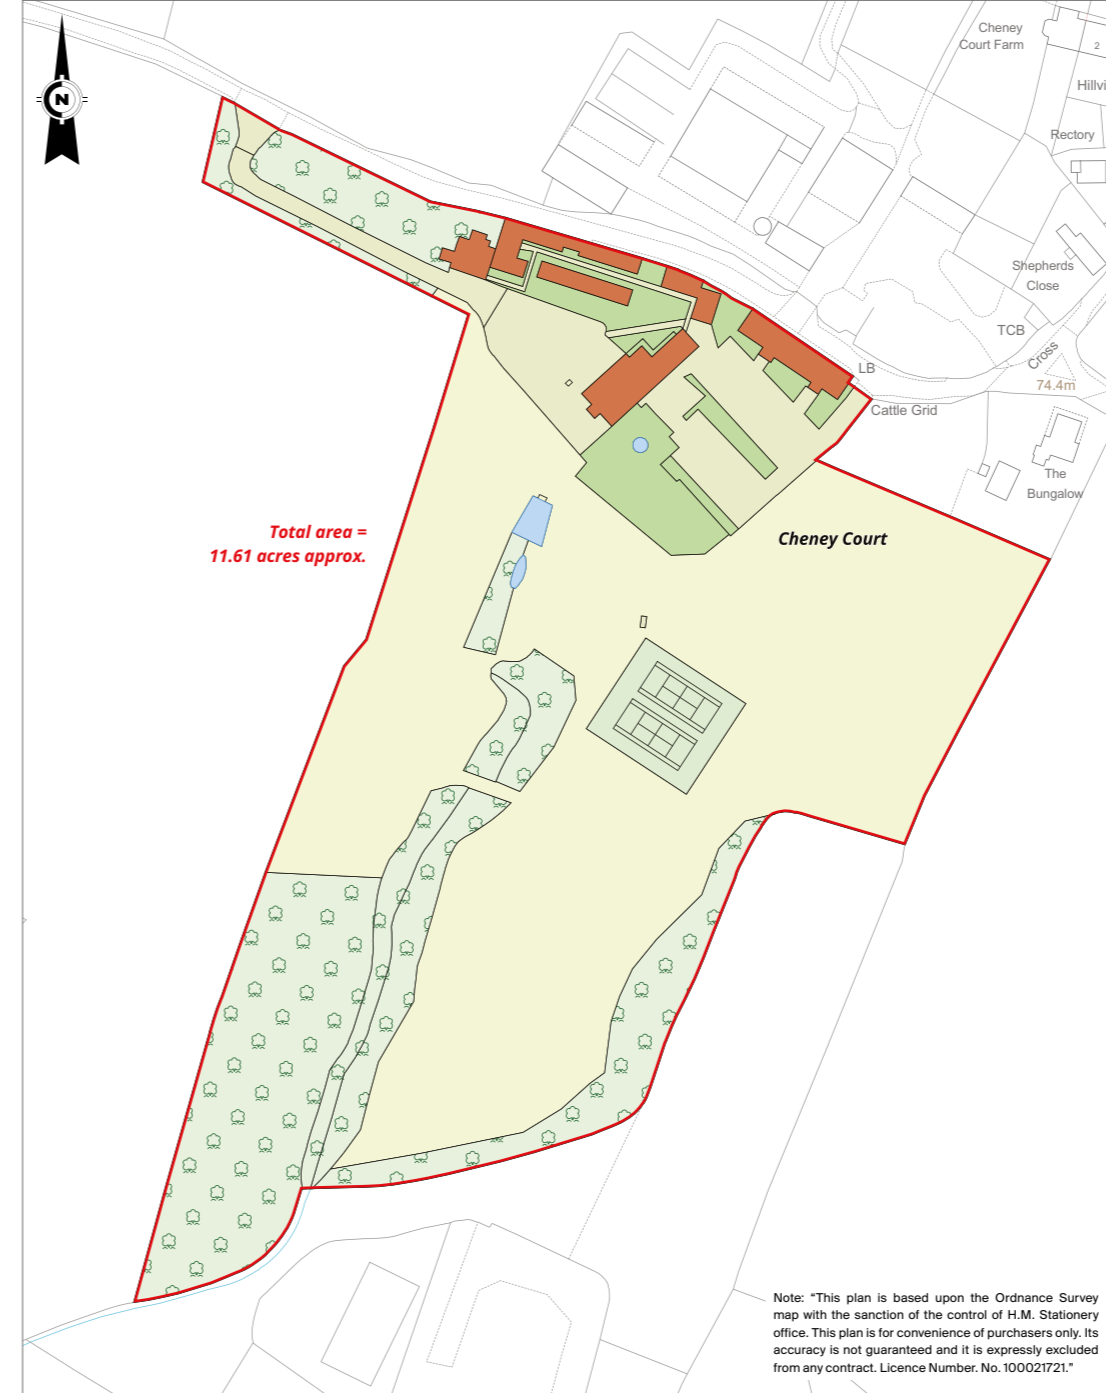 N
Cheney
Court Farm
2
Hillvi
Rectory
Shepherds
Close
TCB
Cross
74.4m
LB
Cattle Grid
The
Bungalow
Total area =
11.61 acres approx.
Cheney Court
Note: “This plan is based upon the Ordnance Survey
map with the sanction of the control of H.M. Stationery
office. This plan is for convenience of purchasers only. Its
accuracy is not guaranteed and it is expressly excluded
from any contract. Licence Number. No. 100021721.”